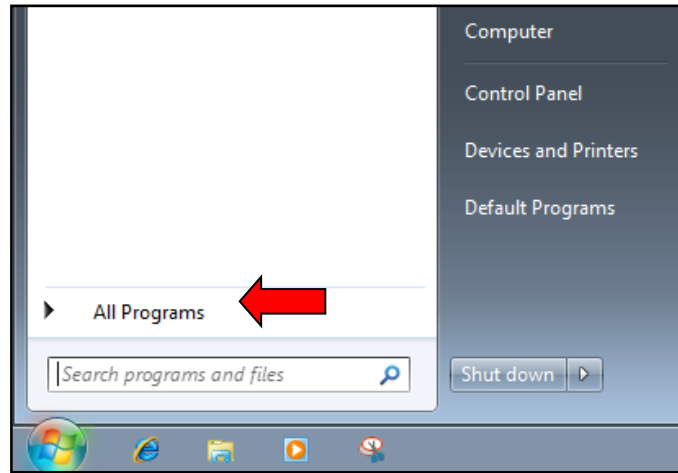 Computer
Control Panel
Devices and Printers
Default Programs
All Programs
Search programs and files
Shut down